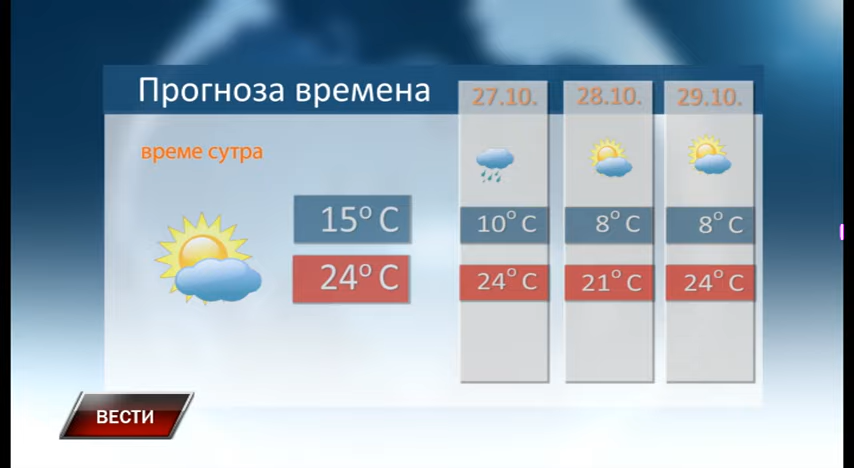 Прогноза времена
време сутра
15° C
24° C
27.10.
10° C
24° C
28.10.
8° C
21° C
29.10.
8° C
24° C
ВЕСТИ